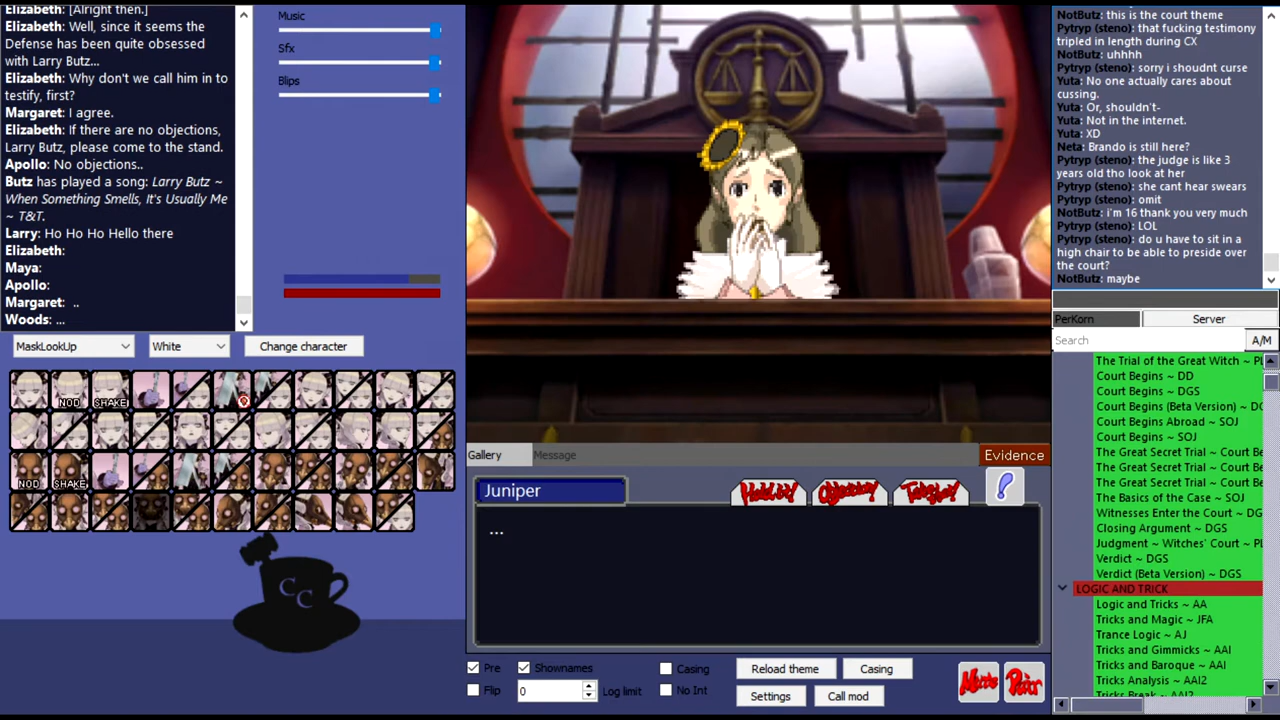 Elizabeth: [Alright then.]
Elizabeth: Well, since it seems the
Defense has been quite obsessed
with Larry Butz...
Elizabeth: Why don't we call him in to
testify, first?
Margaret: I agree.
Elizabeth: If there are no objections,
Larry Butz, please come to the stand.
Apollo: No objections..
Butz has played a song: Larry Butz ~
When Something Smells, It's Usually Me
~ T&T.
Larry: Ho Ho Ho Hello there
Elizabeth:
Maya:
Apollo:
Margaret: ..
Woods: ...
Music
Sfx
Blips
MaskLookUp
White
Change character
NOD
SHAKE
NOD
SHAKE
CC
Gallery
Message
Evidence
Juniper
Hold it!
Objection!
Take that!
...
Pre
Shownames
Casing
Reload theme
Casing
Flip
0
Log limit
No Int
Settings
Call mod
Mute
Pair
NotButz: this is the court theme
Pytryp (steno): that fucking testimony
tripled in length during CX
NotButz: uhhhh
Pytryp (steno): sorry i shoudnt curse
Yuta: No one actually cares about
cussing.
Yuta: Or, shouldn't-
Yuta: Not in the internet.
Yuta: XD
Neta: Brando is still here?
Pytryp (steno): the judge is like 3
years old tho look at her
Pytryp (steno): she cant hear swears
Pytryp (steno): omit
NotButz: i'm 16 thank you very much
Pytryp (steno): LOL
Pytryp (steno): do u have to sit in a
high chair to be able to preside over
the court?
NotButz: maybe
PerKorn
Server
Search
A/M
The Trial of the Great Witch ~ PL
Court Begins ~ DD
Court Begins ~ DGS
Court Begins (Beta Version) ~ DG
Court Begins Abroad ~ SOJ
Court Begins ~ SOJ
The Great Secret Trial ~ Court Be
The Great Secret Trial ~ Court Be
The Great Secret Trial ~ Court Be
The Basics of the Case ~ SOJ
Witnesses Enter the Court ~ DG
Closing Argument ~ DGS
Judgment ~ Witches' Court ~ PL
Verdict ~ DGS
Verdict (Beta Version) ~ DGS
LOGIC AND TRICK
Logic and Tricks ~ AA
Tricks and Magic ~ JFA
Trance Logic ~ AJ
Tricks and Gimmicks ~ AAI
Tricks and Baroque ~ AAI
Tricks Analysis ~ AAI2
Tricks Break ~ AAI2